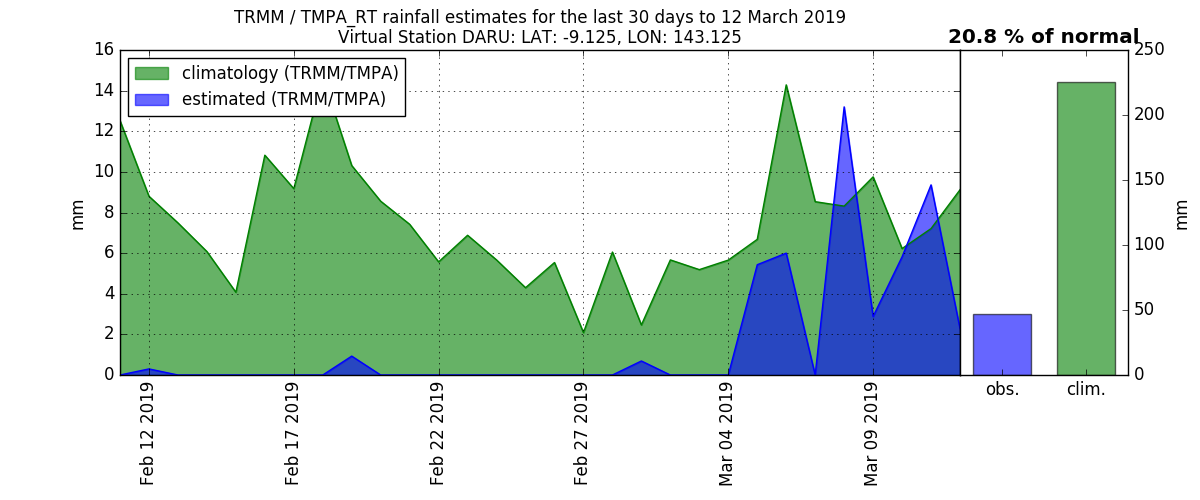 TRMM / TMPA_RT rainfall estimates for the last 30 days to 12 March 2019
Virtual Station DARU: LAT: -9.125, LON: 143.125
20.8 % of normal
climatology (TRMM/TMPA)
estimated (TRMM/TMPA)
16
14
12
10
8
6
4
2
0
mm
Feb 12 2019
Feb 17 2019
Feb 22 2019
Feb 27 2019
Mar 04 2019
Mar 09 2019
obs.
clim.
250
200
150
100
50
0
mm